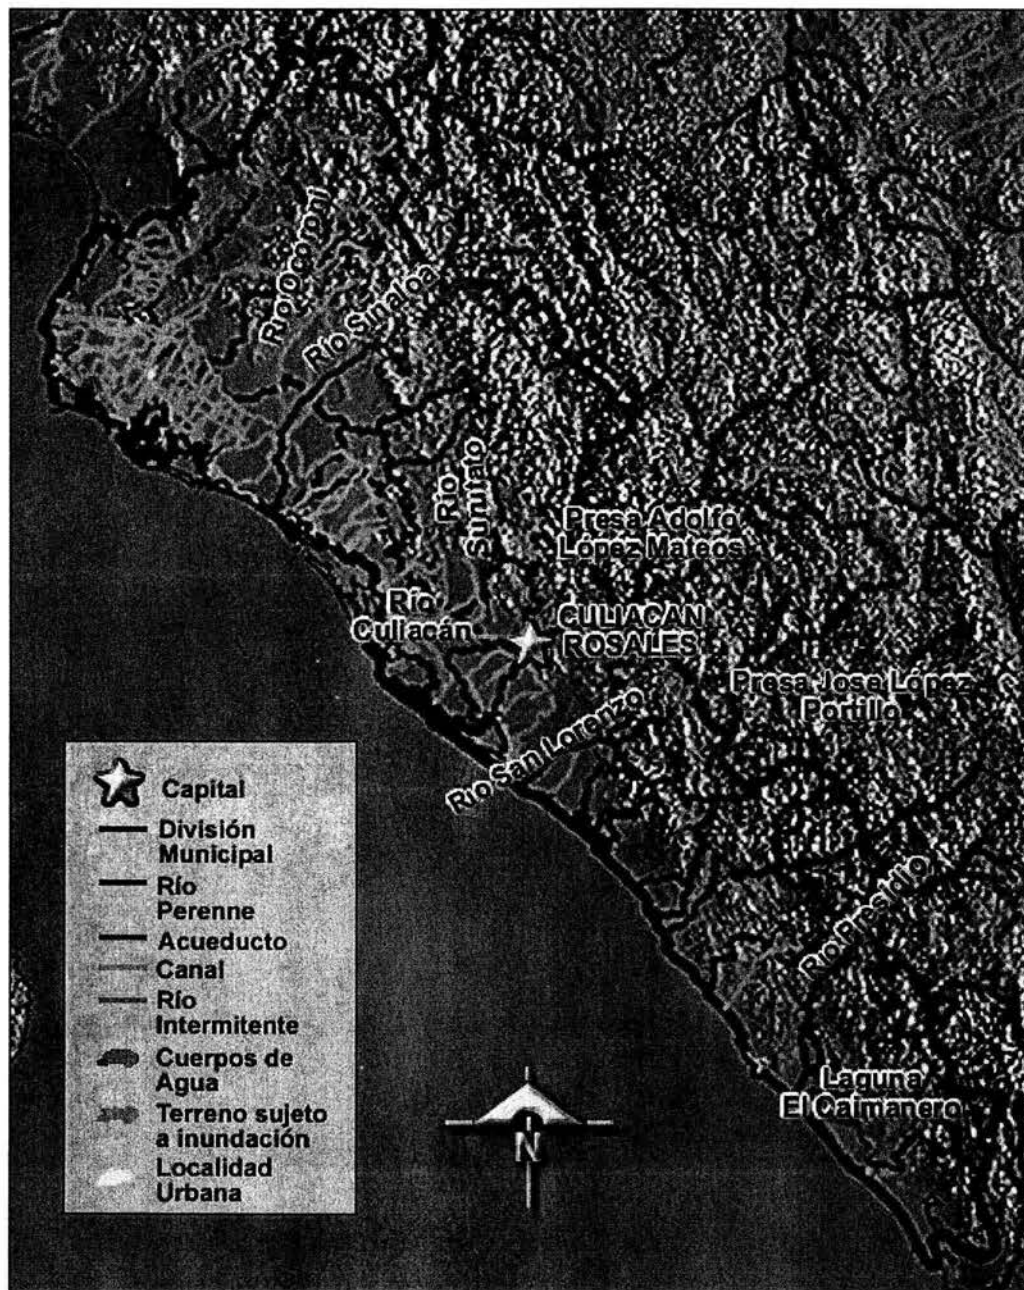 Río Ocoroni
Río Sinaloa
Río
Sunutato
Presa Adolfo
López Mateos
Río
Culiacán
CULIACAN
ROSALES
Presa Jose López
Portillo
Río San Lorenzo
Río Presidio
Laguna
El Caimanero
Capital
División
Municipal
Río
Perenne
Acueducto
Canal
Río
Intermitente
Cuerpos de
Agua
Terreno sujeto
a inundación
Localidad
Urbana
N